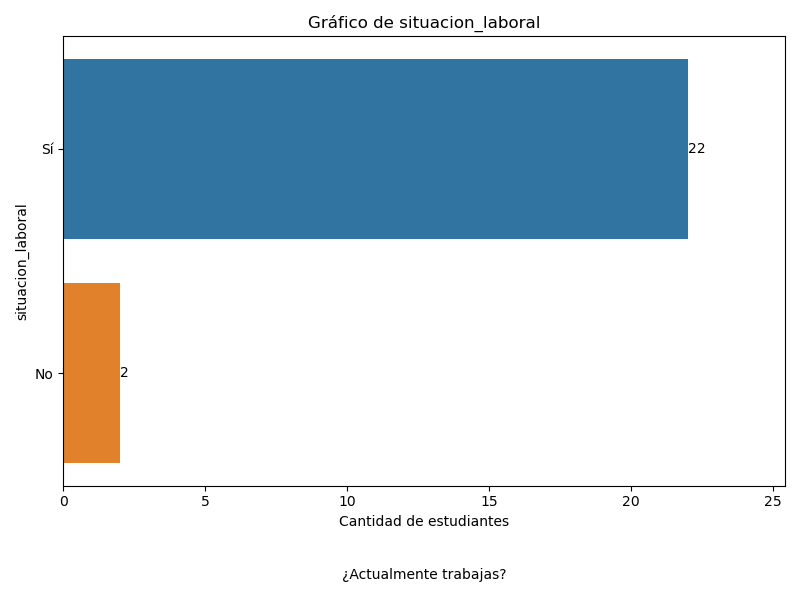 Gráfico de situacion_laboral
situacion_laboral
Sí
22
No
2
0 5 10 15 20 25
Cantidad de estudiantes
¿Actualmente trabajas?